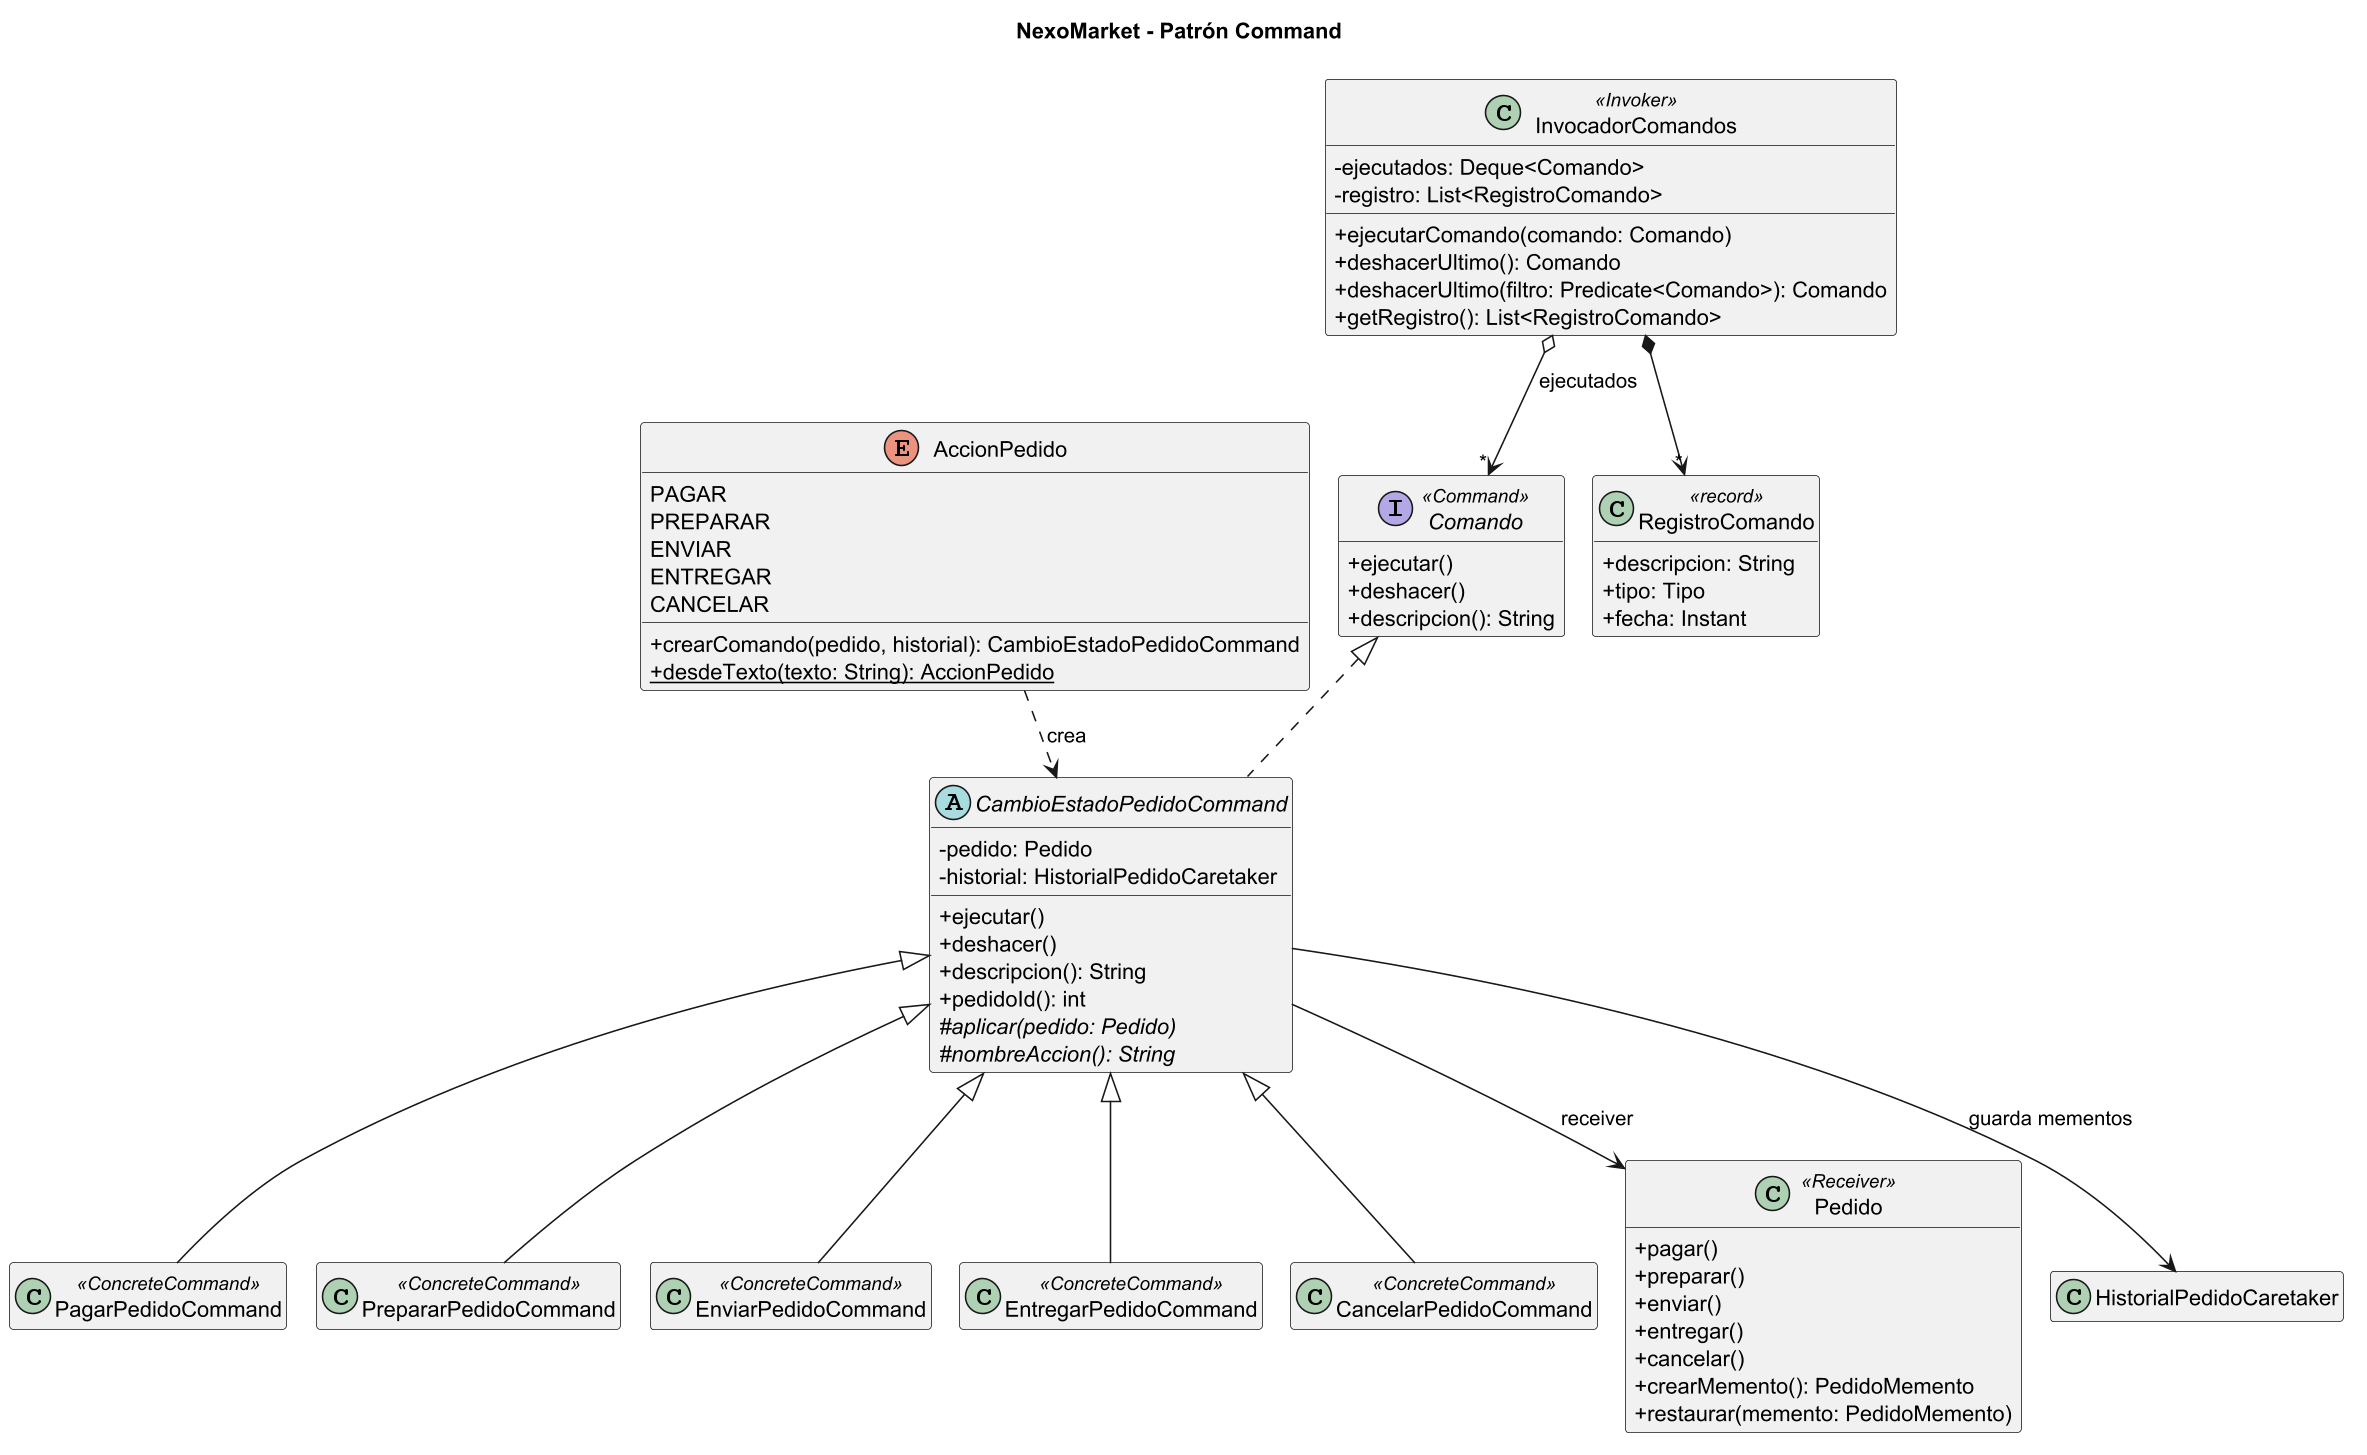 NexoMarket - Patrón Command
C
«Invoker»
InvocadorComandos
-ejecutados: Deque<Comando>
-registro: List<RegistroComando>
+ejecutarComando(comando: Comando)
+deshacerUltimo(): Comando
+deshacerUltimo(filtro: Predicate<Comando>): Comando
+getRegistro(): List<RegistroComando>
ejecutados
*
*
E
AccionPedido
PAGAR
PREPARAR
ENVIAR
ENTREGAR
CANCELAR
+crearComando(pedido, historial): CambioEstadoPedidoCommand
+desdeTexto(texto: String): AccionPedido
I
«Command»
Comando
+ejecutar()
+deshacer()
+descripcion(): String
C
«record»
RegistroComando
+descripcion: String
+tipo: Tipo
+fecha: Instant
crea
A
CambioEstadoPedidoCommand
-pedido: Pedido
-historial: HistorialPedidoCaretaker
+ejecutar()
+deshacer()
+descripcion(): String
+pedidoId(): int
#aplicar(pedido: Pedido)
#nombreAccion(): String
receiver
guarda mementos
C
«ConcreteCommand»
PagarPedidoCommand
C
«ConcreteCommand»
PrepararPedidoCommand
C
«ConcreteCommand»
EnviarPedidoCommand
C
«ConcreteCommand»
EntregarPedidoCommand
C
«ConcreteCommand»
CancelarPedidoCommand
C
«Receiver»
Pedido
+pagar()
+preparar()
+enviar()
+entregar()
+cancelar()
+crearMemento(): PedidoMemento
+restaurar(memento: PedidoMemento)
C
HistorialPedidoCaretaker